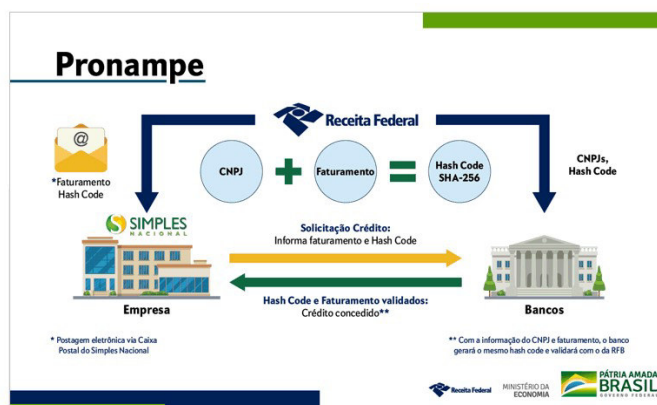 Pronampe
Receita Federal
@
*Faturamento
Hash Code
CNPJ
+
Faturamento
=
Hash Code
SHA-256
CNPJs,
Hash Code
SIMPLES
NACIONAL
Solicitação Crédito:
Informa faturamento e Hash Code
Hash Code e Faturamento validados:
Crédito concedido**
Empresa
Bancos
* Postagem eletrônica via Caixa
Postal do Simples Nacional
** Com a informação do CNPJ e faturamento, o banco
gerará o mesmo hash code e validará com o da RFB
Receita Federal
MINISTÉRIO DA
ECONOMIA
PÁTRIA AMADA
BRASIL
GOVERNO FEDERAL